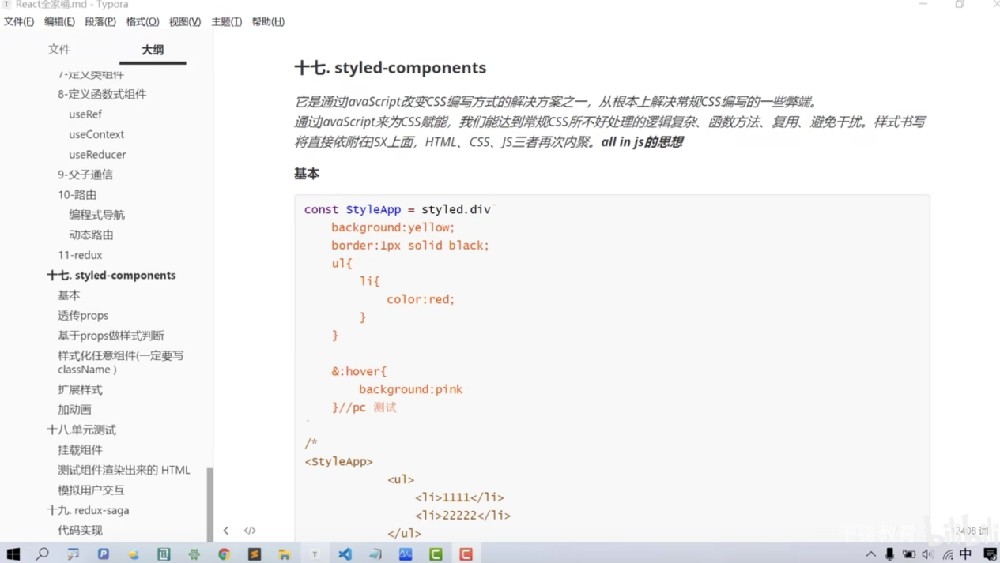 React全家桶.md - Typora
文件(F) 编辑(E) 段落(P) 格式(O) 视图(V) 主题(T) 帮助(H)
文件 大纲
7-定义类组件
8-定义函数式组件
useRef
useContext
useReducer
9-父子通信
10-路由
编程式导航
动态路由
11-redux
十七. styled-components
基本
透传props
基于props做样式判断
样式化任意组件(一定要写
className )
扩展样式
加动画
十八.单元测试
挂载组件
测试组件渲染出来的 HTML
模拟用户交互
十九. redux-saga
代码实现
十七. styled-components
它是通过JavaScript改变CSS编写方式的解决方案之一，从根本上解决常规CSS编写的一些弊端。
通过JavaScript来为CSS赋能，我们能达到常规CSS所不好处理的逻辑复杂、函数方法、复用、避免干扰。样式书写
将直接依附在JSX上面，HTML、CSS、JS三者再次内聚。all in js的思想
基本
const StyleApp = styled.div`
background:yellow;
border:1px solid black;
ul{
li{
color:red;
}
}
&:hover{
background:pink
}//pc 测试
`
/*
<StyleApp>
<ul>
<li>1111</li>
<li>22222</li>
</ul>
12408 词
bilibili
中